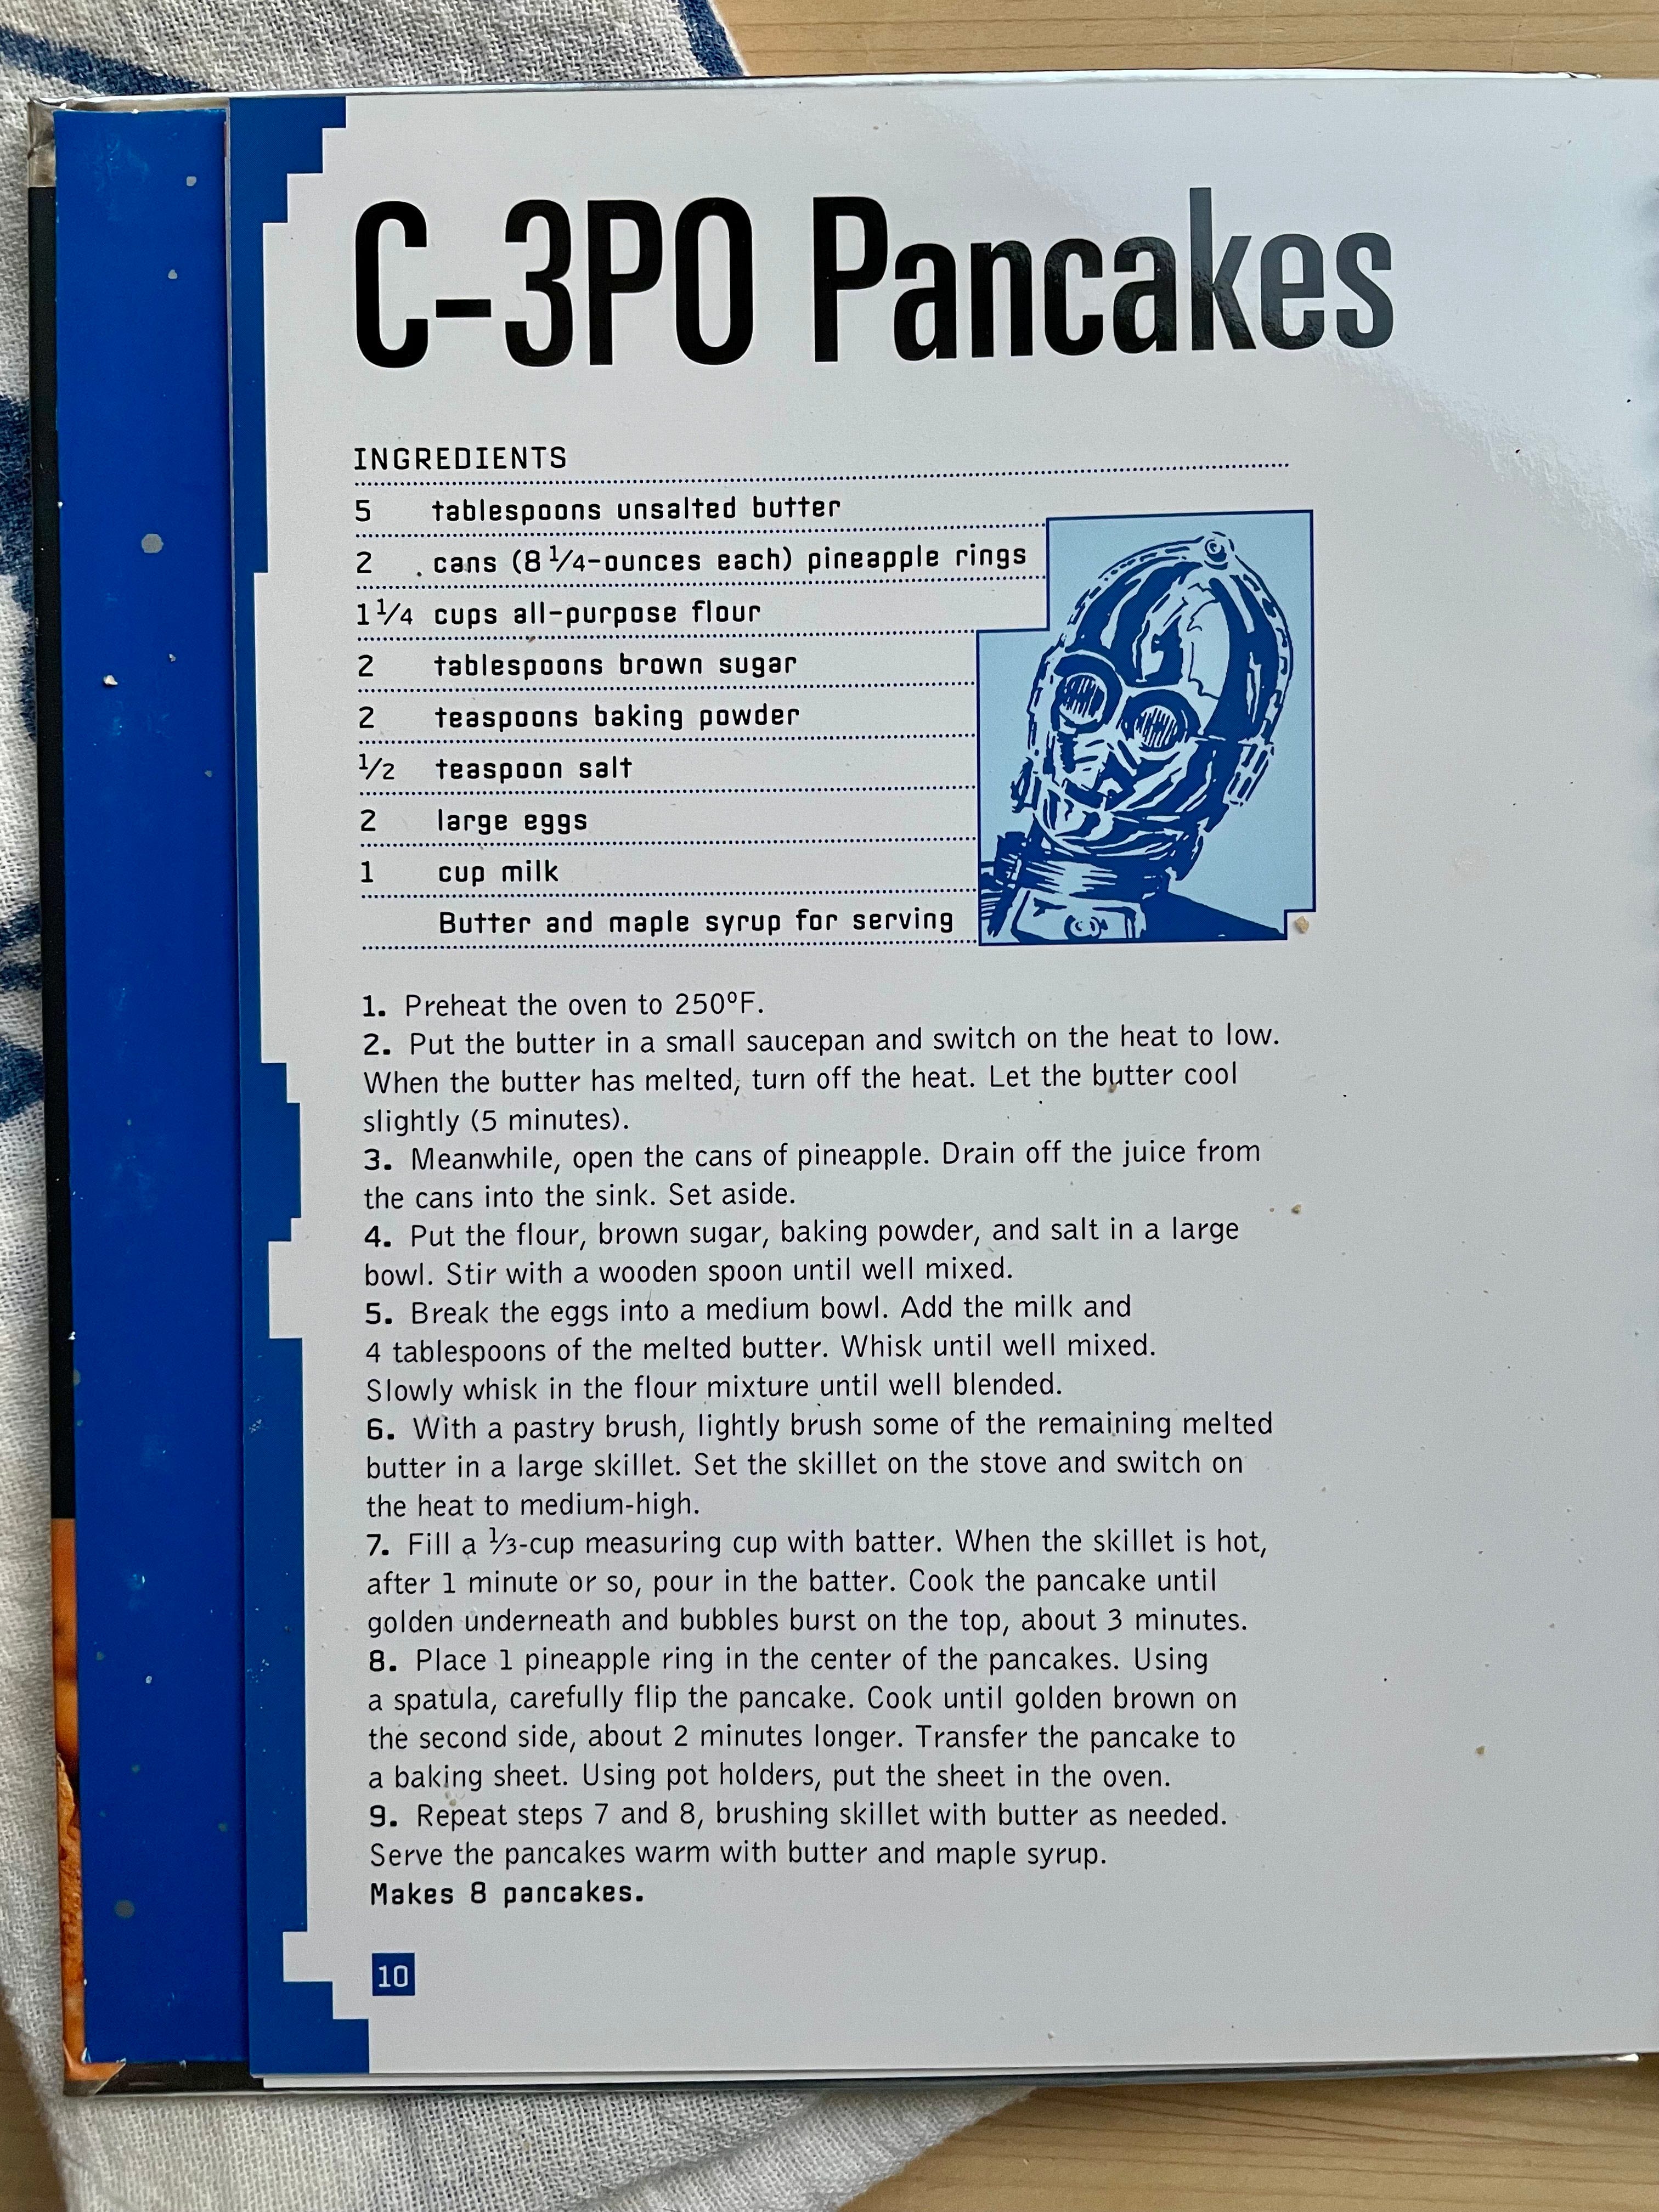 C-3PO Pancakes
INGREDIENTS
5 tablespoons unsalted butter
2 cans (8 1/4-ounces each) pineapple rings
1 1/4 cups all-purpose flour
2 tablespoons brown sugar
2 teaspoons baking powder
1/2 teaspoon salt
2 large eggs
1 cup milk
Butter and maple syrup for serving
1. Preheat the oven to 250ºF.
2. Put the butter in a small saucepan and switch on the heat to low.
When the butter has melted, turn off the heat. Let the butter cool
slightly (5 minutes).
3. Meanwhile, open the cans of pineapple. Drain off the juice from
the cans into the sink. Set aside.
4. Put the flour, brown sugar, baking powder, and salt in a large
bowl. Stir with a wooden spoon until well mixed.
5. Break the eggs into a medium bowl. Add the milk and
4 tablespoons of the melted butter. Whisk until well mixed.
Slowly whisk in the flour mixture until well blended.
6. With a pastry brush, lightly brush some of the remaining melted
butter in a large skillet. Set the skillet on the stove and switch on
the heat to medium-high.
7. Fill a 1/3-cup measuring cup with batter. When the skillet is hot,
after 1 minute or so, pour in the batter. Cook the pancake until
golden underneath and bubbles burst on the top, about 3 minutes.
8. Place 1 pineapple ring in the center of the pancakes. Using
a spatula, carefully flip the pancake. Cook until golden brown on
the second side, about 2 minutes longer. Transfer the pancake to
a baking sheet. Using pot holders, put the sheet in the oven.
9. Repeat steps 7 and 8, brushing skillet with butter as needed.
Serve the pancakes warm with butter and maple syrup.
Makes 8 pancakes.
10